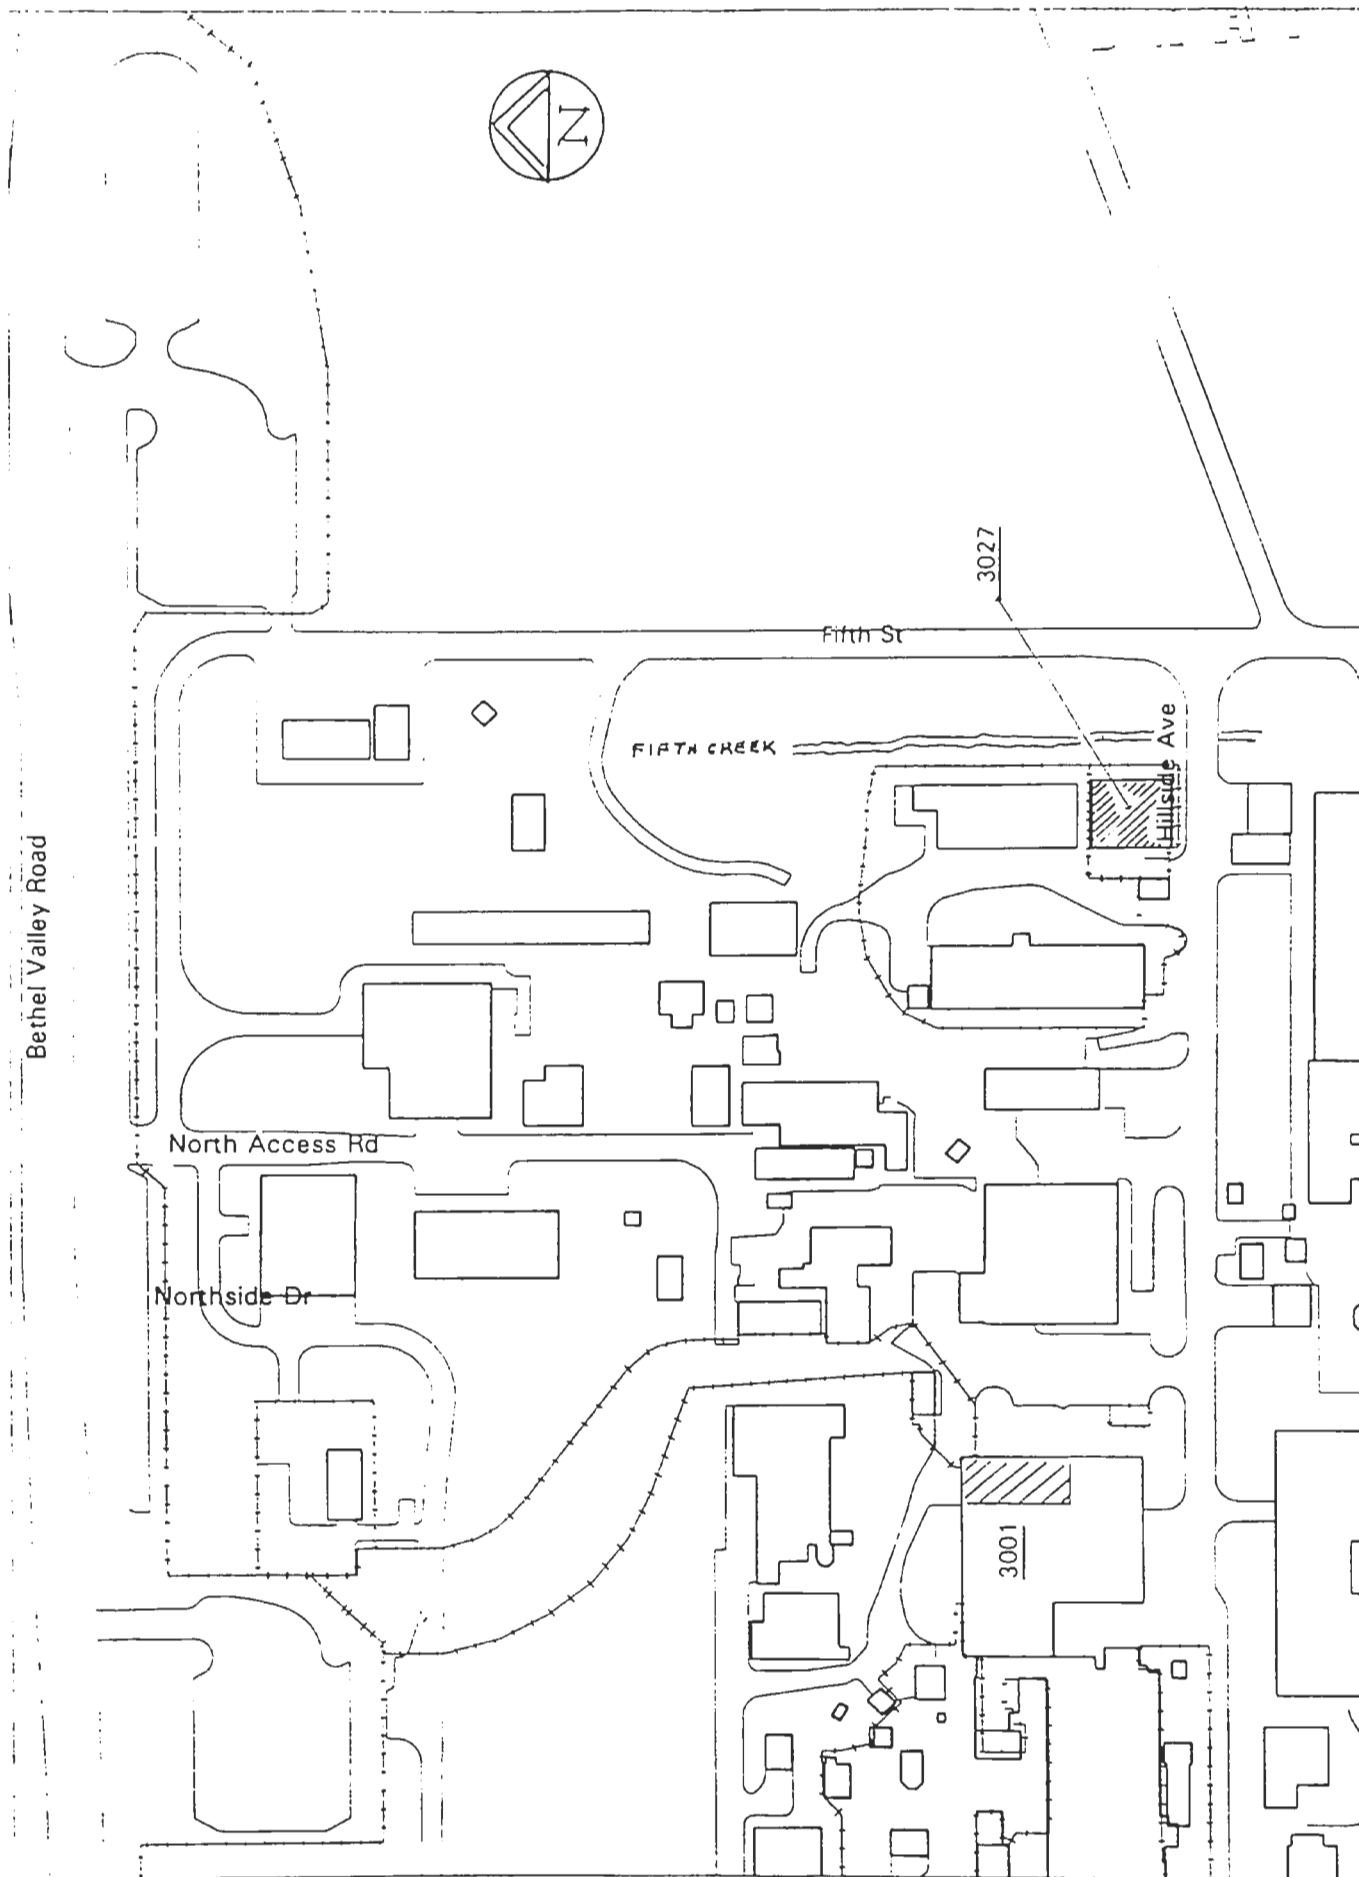 N
3027
Fifth St
FIFTH CREEK
Hillside Ave
Bethel Valley Road
North Access Rd
Northside Dr
3001